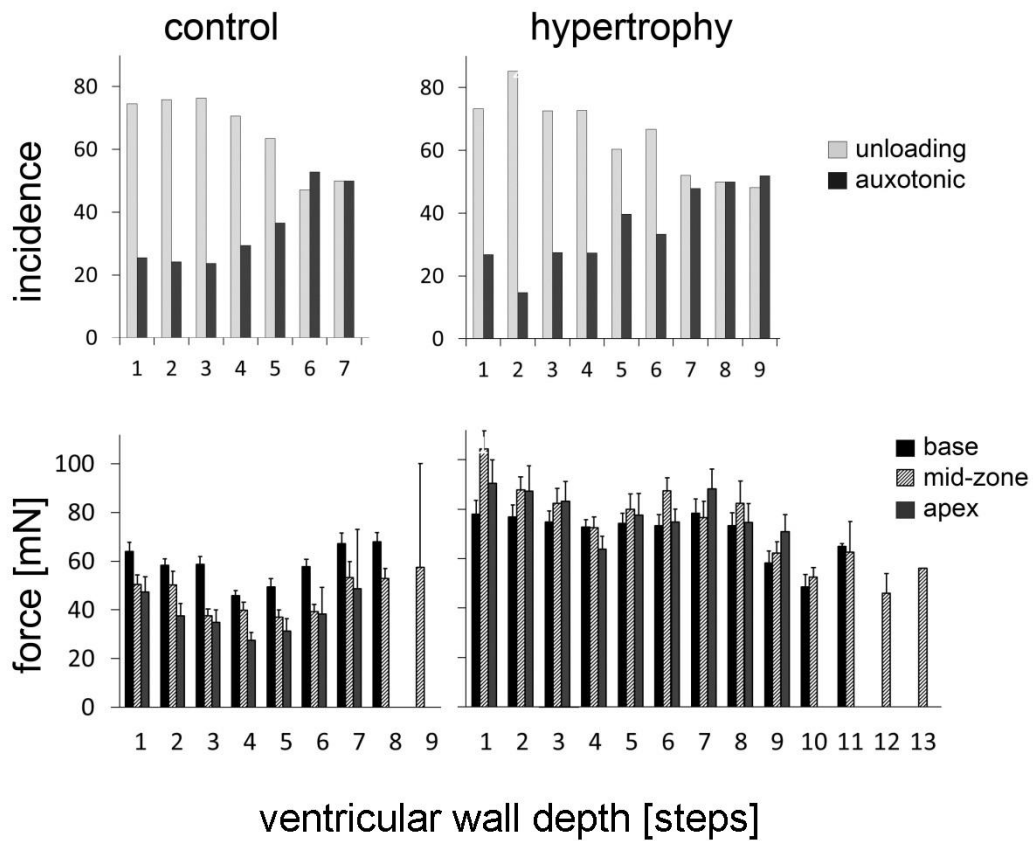 control hypertrophy
incidence
80
60
40
20
0
1 2 3 4 5 6 7
80
60
40
20
0
1 2 3 4 5 6 7 8 9
unloading
auxotonic
force [mN]
100
80
60
40
20
0
1 2 3 4 5 6 7 8 9
1 2 3 4 5 6 7 8 9 10 11 12 13
base
mid-zone
apex
ventricular wall depth [steps]